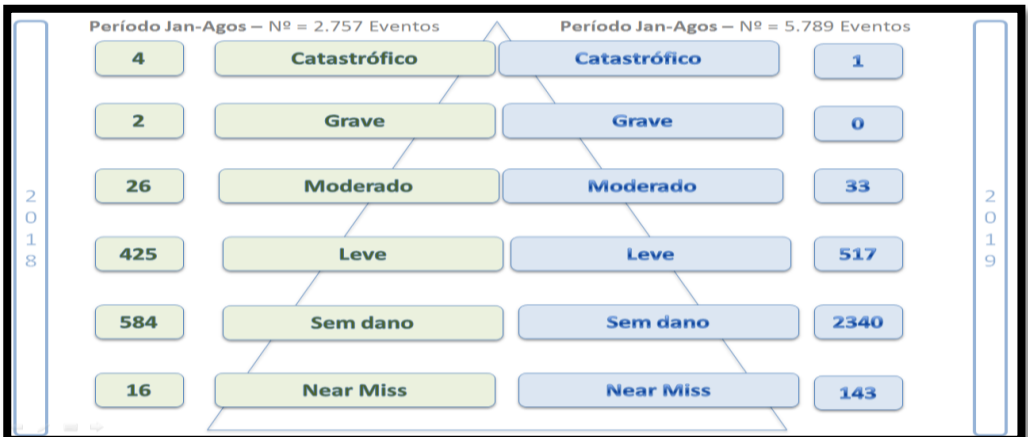 Período Jan-Agos – Nº = 2.757 Eventos
Período Jan-Agos – Nº = 5.789 Eventos
4 Catastrófico Catastrófico 1
2 Grave Grave 0
26 Moderado Moderado 33
425 Leve Leve 517
584 Sem dano Sem dano 2340
16 Near Miss Near Miss 143
2018
2019